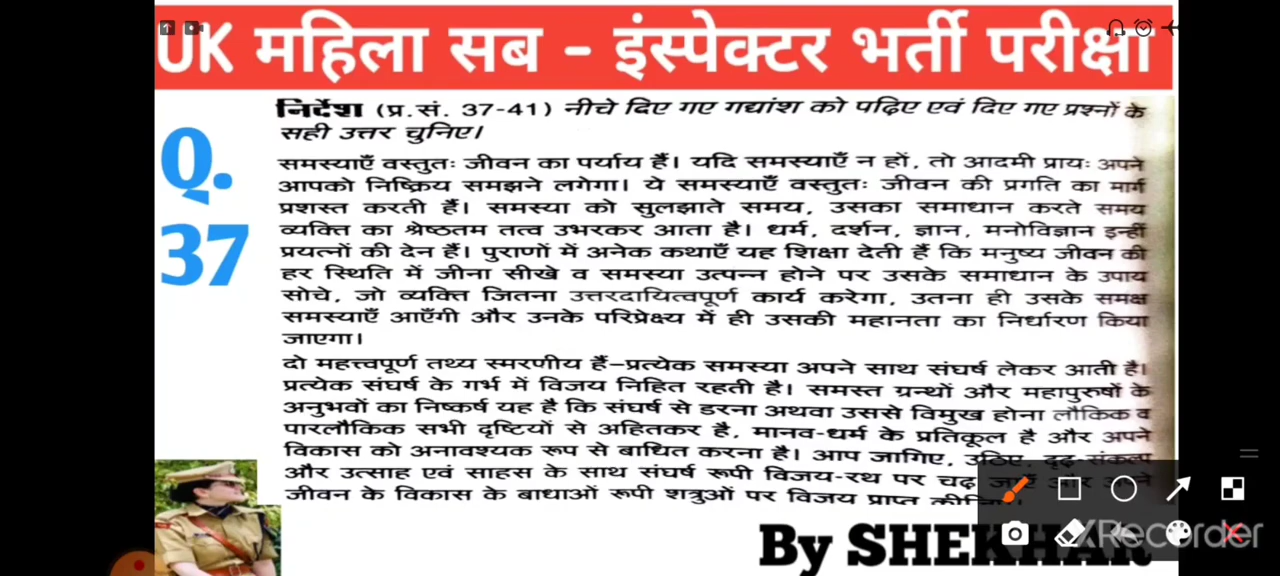 UK महिला सब - इंस्पेक्टर भर्ती परीक्षा
Q.
37
निर्देश (प्र.सं. 37-41) नीचे दिए गए गद्यांश को पढ़िए एवं दिए गए प्रश्नों के
सही उत्तर चुनिए।
समस्याएँ वस्तुतः जीवन का पर्याय हैं। यदि समस्याएँ न हों, तो आदमी प्रायः अपने
आपको निष्क्रिय समझने लगेगा। ये समस्याएँ वस्तुतः जीवन की प्रगति का मार्ग
प्रशस्त करती हैं। समस्या को सुलझाते समय, उसका समाधान करते समय
व्यक्ति का श्रेष्ठतम तत्व उभरकर आता है। धर्म, दर्शन, ज्ञान, मनोविज्ञान इन्हीं
प्रयत्नों की देन हैं। पुराणों में अनेक कथाएँ यह शिक्षा देती हैं कि मनुष्य जीवन की
हर स्थिति में जीना सीखे व समस्या उत्पन्न होने पर उसके समाधान के उपाय
सोचे, जो व्यक्ति जितना उत्तरदायित्वपूर्ण कार्य करेगा, उतना ही उसके समक्ष
समस्याएँ आएँगी और उनके परिप्रेक्ष्य में ही उसकी महानता का निर्धारण किया
जाएगा।
दो महत्त्वपूर्ण तथ्य स्मरणीय हैं–प्रत्येक समस्या अपने साथ संघर्ष लेकर आती है।
प्रत्येक संघर्ष के गर्भ में विजय निहित रहती है। समस्त ग्रन्थों और महापुरुषों के
अनुभवों का निष्कर्ष यह है कि संघर्ष से डरना अथवा उससे विमुख होना लौकिक व
पारलौकिक सभी दृष्टियों से अहितकर है, मानव-धर्म के प्रतिकूल है और अपने
विकास को अनावश्यक रूप से बाधित करना है। आप जागिए, उठिए, दृढ़ संकल्प
और उत्साह एवं साहस के साथ संघर्ष रूपी विजय-रथ पर चढ़
जीवन के विकास के बाधाओं रूपी शत्रुओं पर विजय प्राप्त
By SHEKHAR
XRecorder